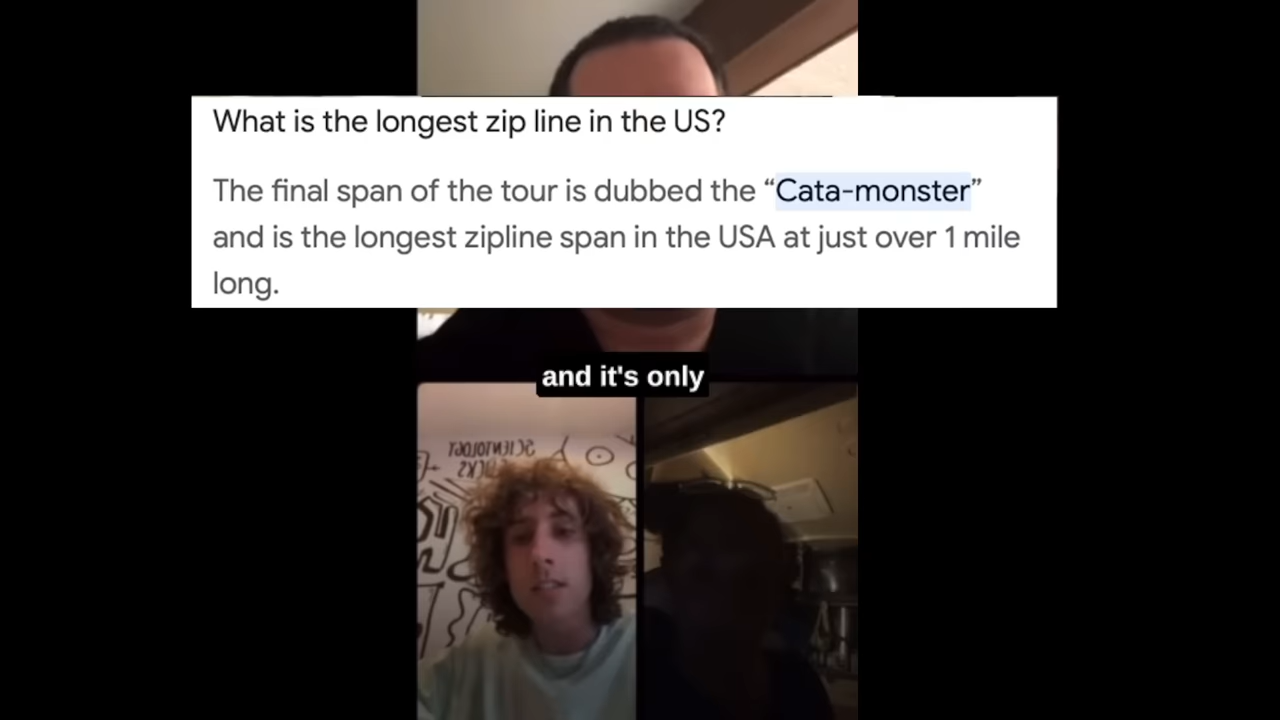 What is the longest zip line in the US?
The final span of the tour is dubbed the “Cata-monster”
and is the longest zipline span in the USA at just over 1 mile
long.
and it's only
SCIENTOLOGY